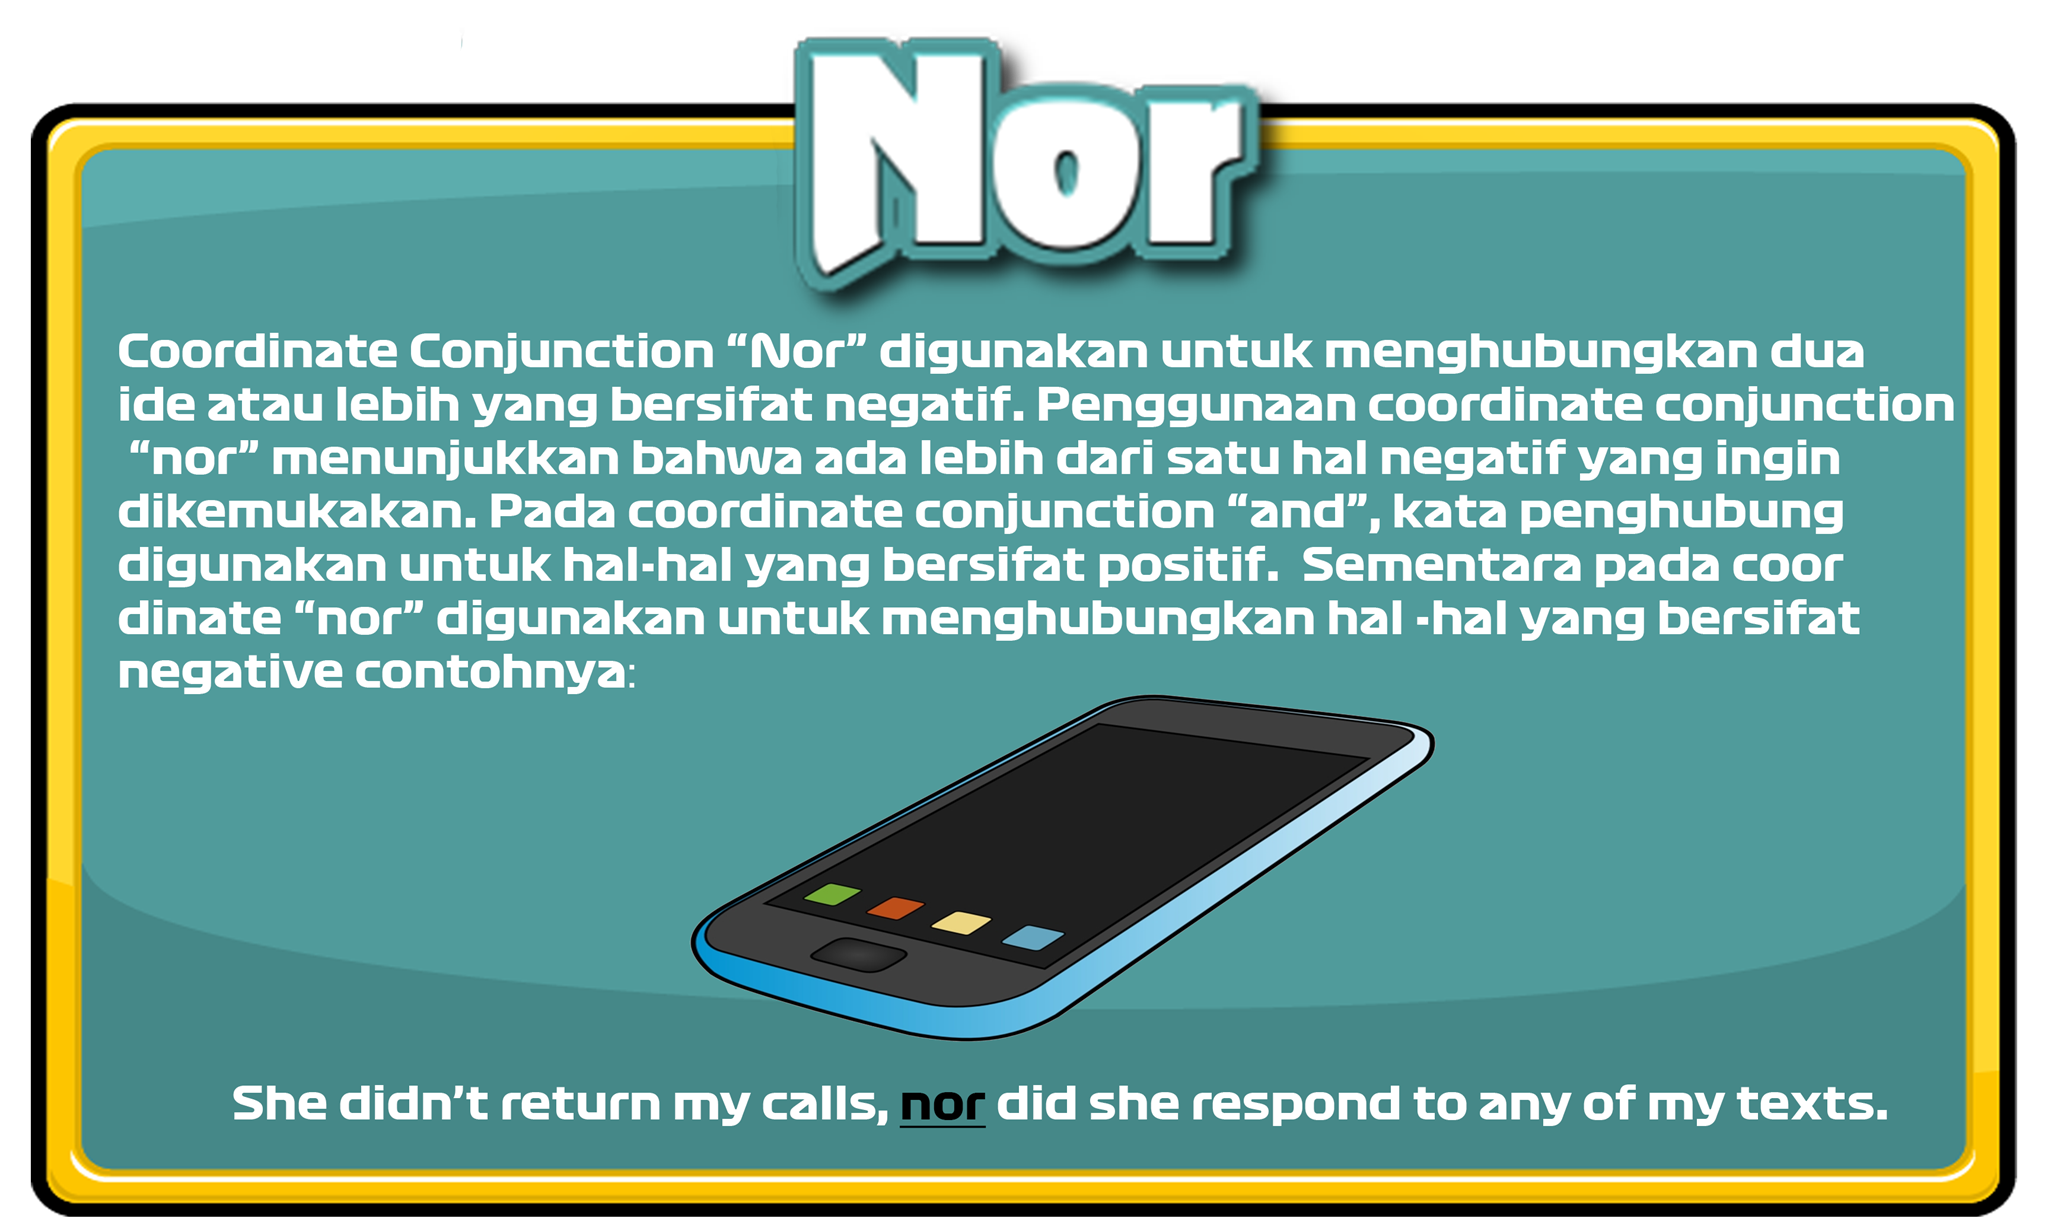 Nor
Coordinate Conjunction “Nor” digunakan untuk menghubungkan dua
ide atau lebih yang bersifat negatif. Penggunaan coordinate conjunction
“nor” menunjukkan bahwa ada lebih dari satu hal negatif yang ingin
dikemukakan. Pada coordinate conjunction “and”, kata penghubung
digunakan untuk hal-hal yang bersifat positif.  Sementara pada coor
dinate “nor” digunakan untuk menghubungkan hal -hal yang bersifat
negative contohnya:
She didn’t return my calls, nor did she respond to any of my texts.